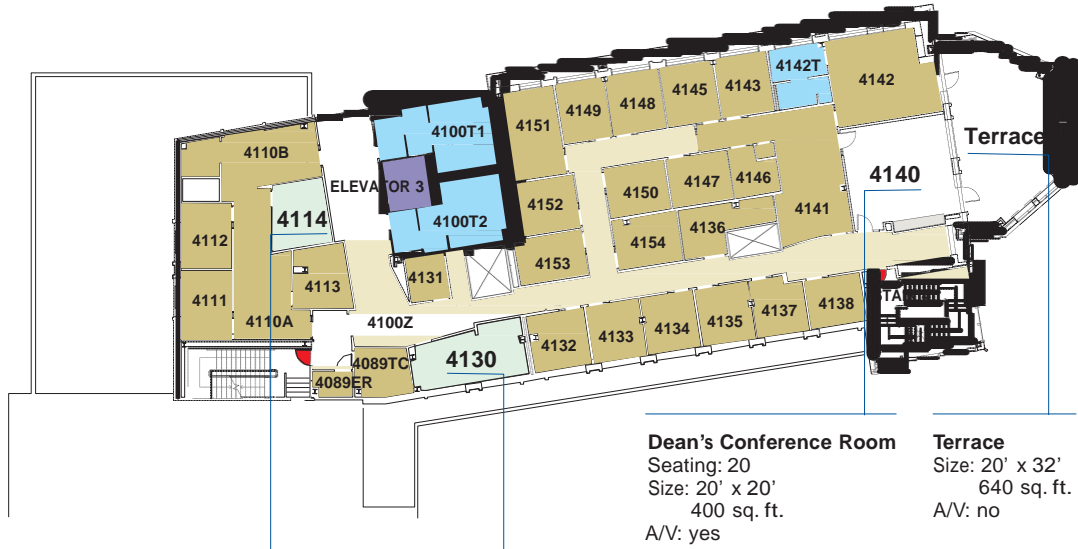 4142T
4142
4143
4145
4148
4149
4151
4100T1
4110B
Terrace
ELEVATOR 3
4146
4147
4150
4140
4152
4100T2
4114
4136
4141
4112
4154
4153
4131
4113
4111
4138
4137
4135
4110A
4100Z
4134
4133
4132
4130
4089TC
4089ER
Dean’s Conference Room
Seating: 20
Size: 20’ x 20’
400 sq. ft.
A/V: yes
Terrace
Size: 20’ x 32’
640 sq. ft.
A/V: no